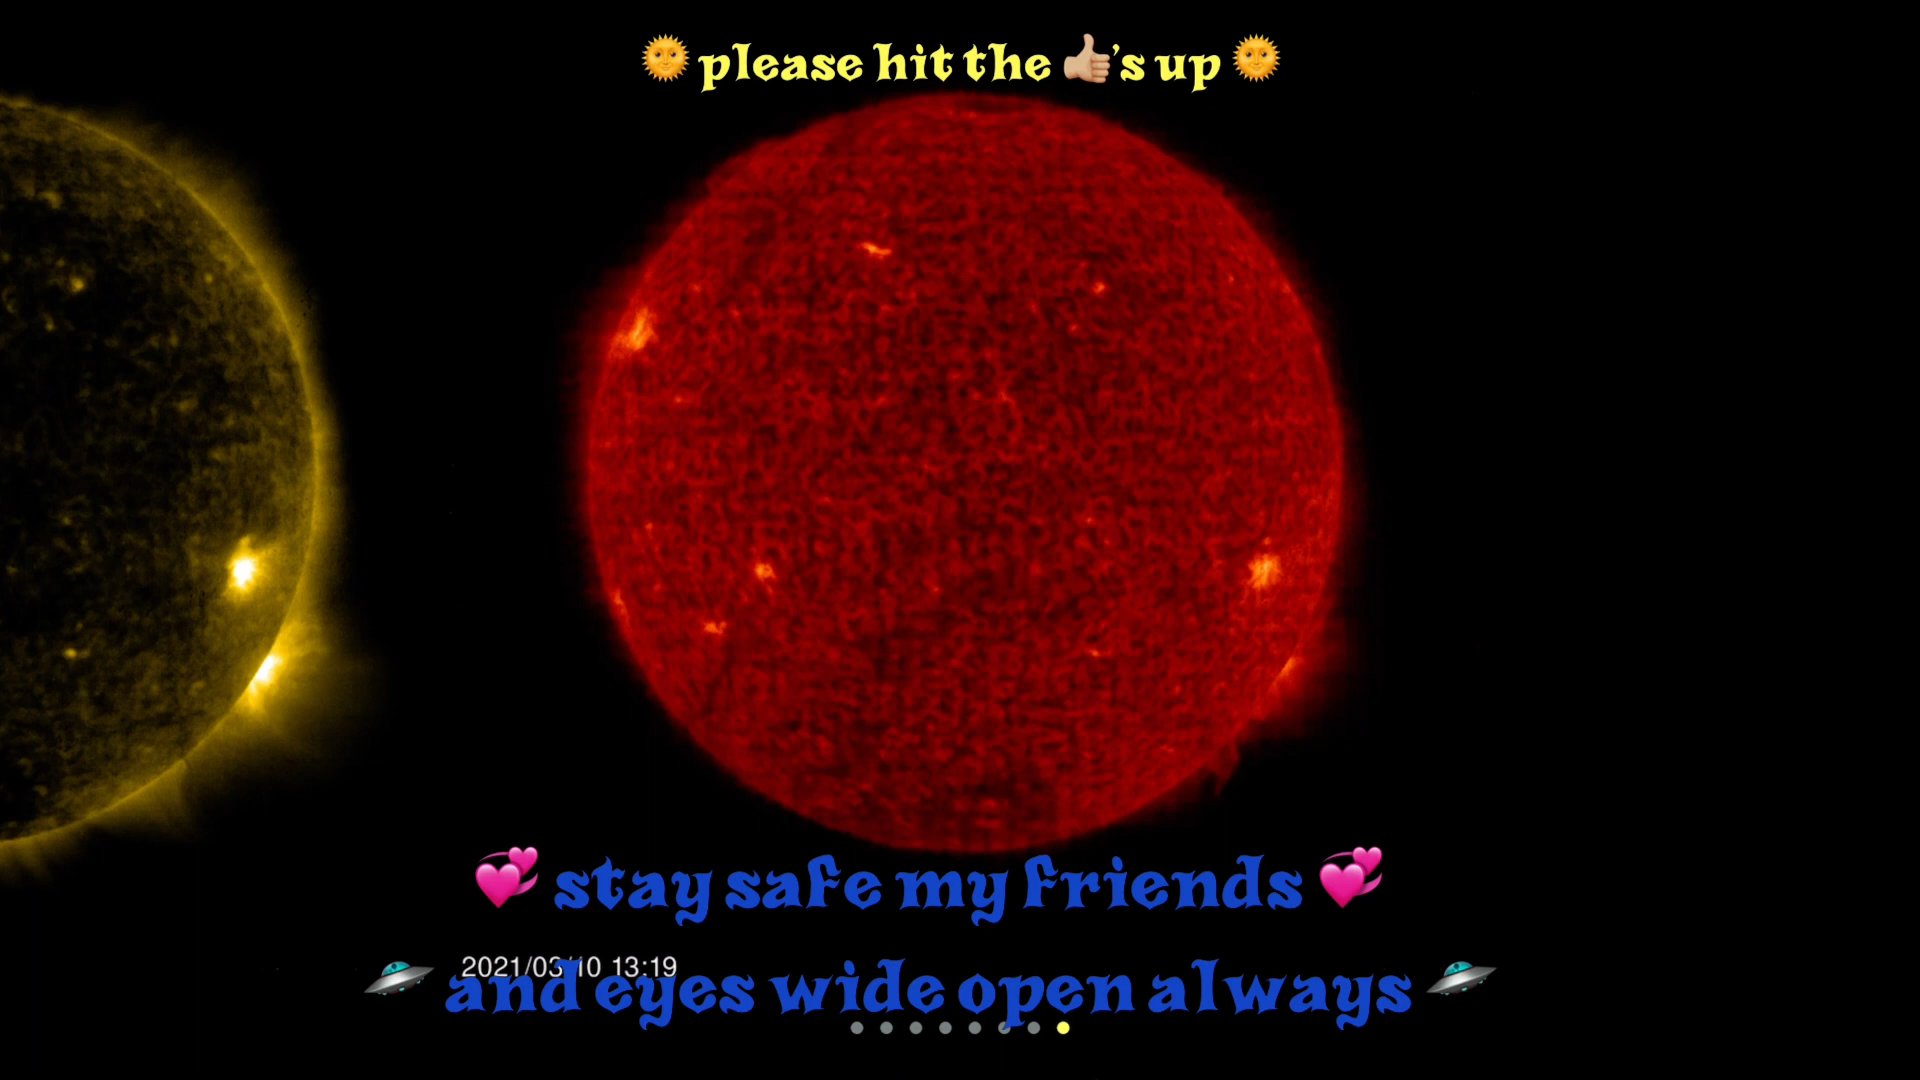 🌞 please hit the 👍🏼's up 🌞
💞 stay safe my friends 💞
2021/03/10 13:19
🛸 and eyes wide open always 🛸